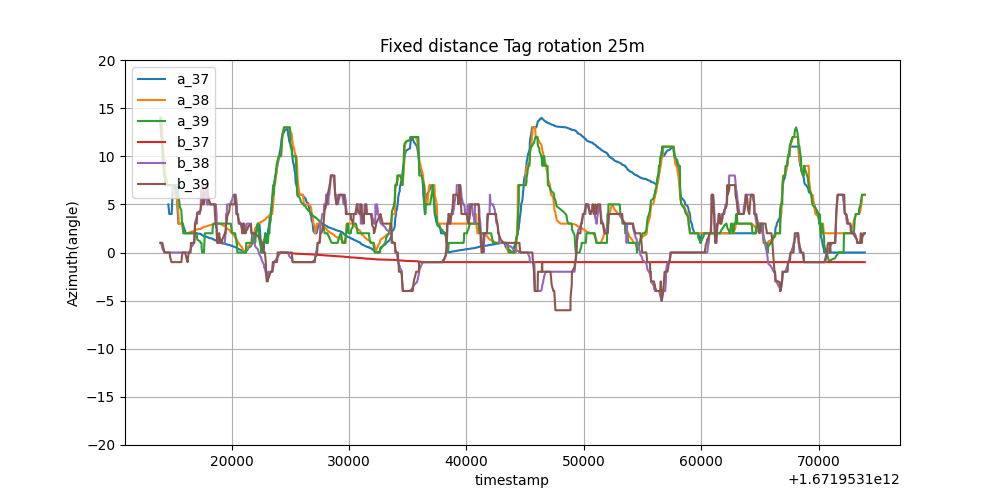 Fixed distance Tag rotation 25m
20
15
10
5
0
−5
−10
−15
−20
Azimuth(angle)
a_37
a_38
a_39
b_37
b_38
b_39
20000 30000 40000 50000 60000 70000
timestamp
+1.6719531e12